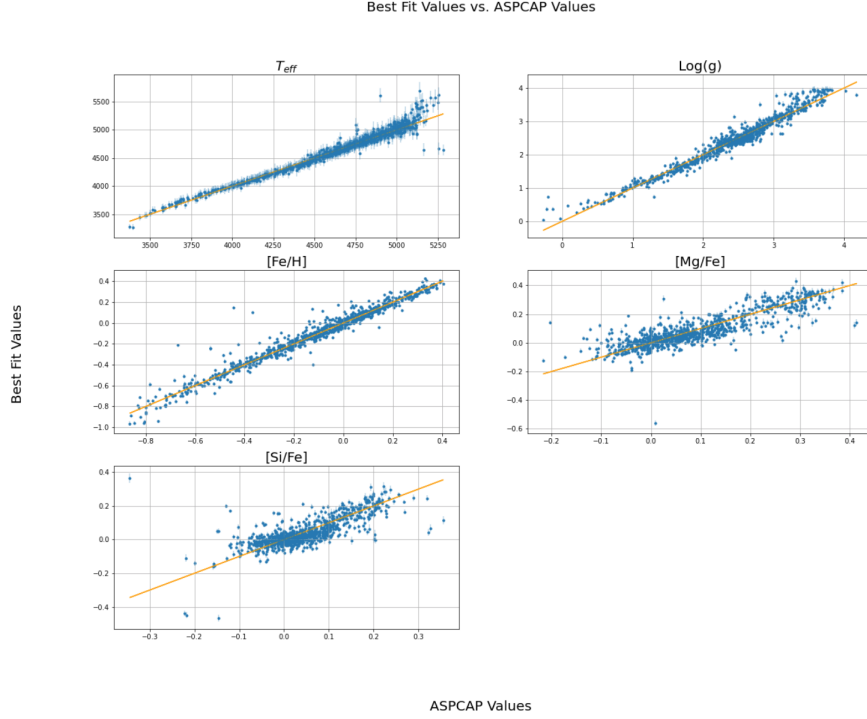 Best Fit Values vs. ASPCAP Values
T_eff
5500
5000
4500
4000
3500
3500 3750 4000 4250 4500 4750 5000 5250
Log(g)
4
3
2
1
0
0 1 2 3 4
[Fe/H]
0.4
0.2
0.0
−0.2
−0.4
−0.6
−0.8
−1.0
−0.8 −0.6 −0.4 −0.2 0.0 0.2 0.4
[Mg/Fe]
0.4
0.2
0.0
−0.2
−0.4
−0.6
−0.2 −0.1 0.0 0.1 0.2 0.3 0.4
[Si/Fe]
0.4
0.2
0.0
−0.2
−0.4
−0.3 −0.2 −0.1 0.0 0.1 0.2 0.3
Best Fit Values
ASPCAP Values